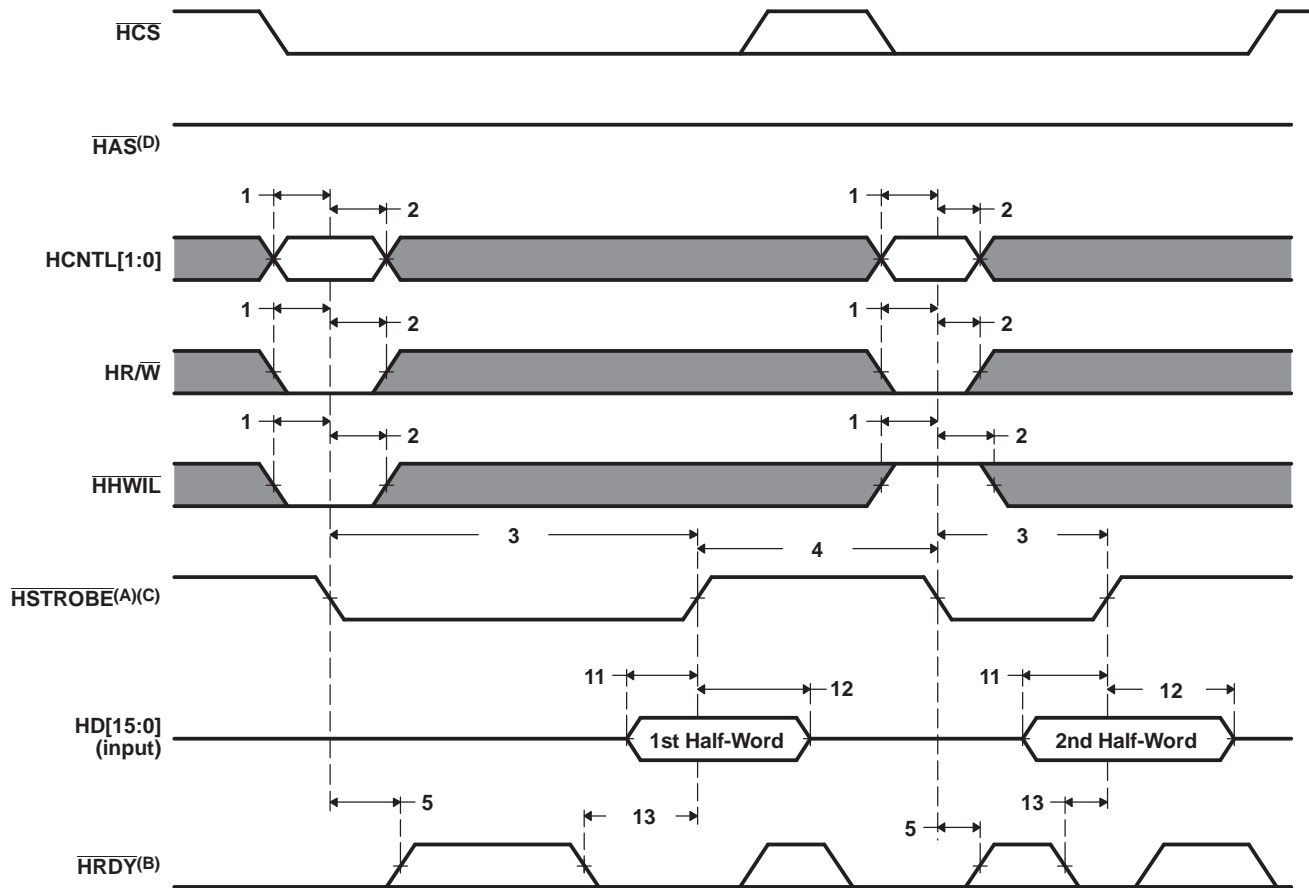 HCS
HAS(D)
1 1
2 2
HCNTL[1:0]
1 1
2 2
HR/W
1 1
2 2
HHWIL
3 4 3
HSTROBE(A)(C)
11 12 11 12
HD[15:0]
(input)
1st Half-Word 2nd Half-Word
5 13 5 13
HRDY(B)